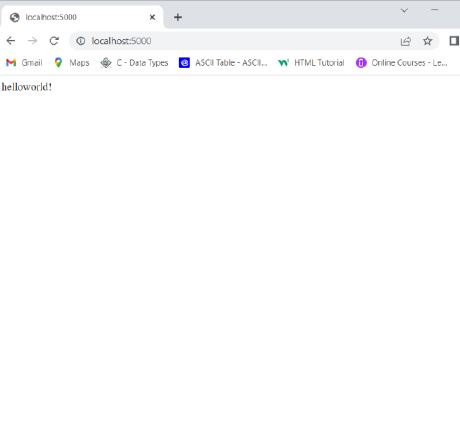 localhost:5000
localhost:5000
Gmail Maps C - Data Types ASCII Table - ASCII... HTML Tutorial Online Courses - Le...
helloworld!